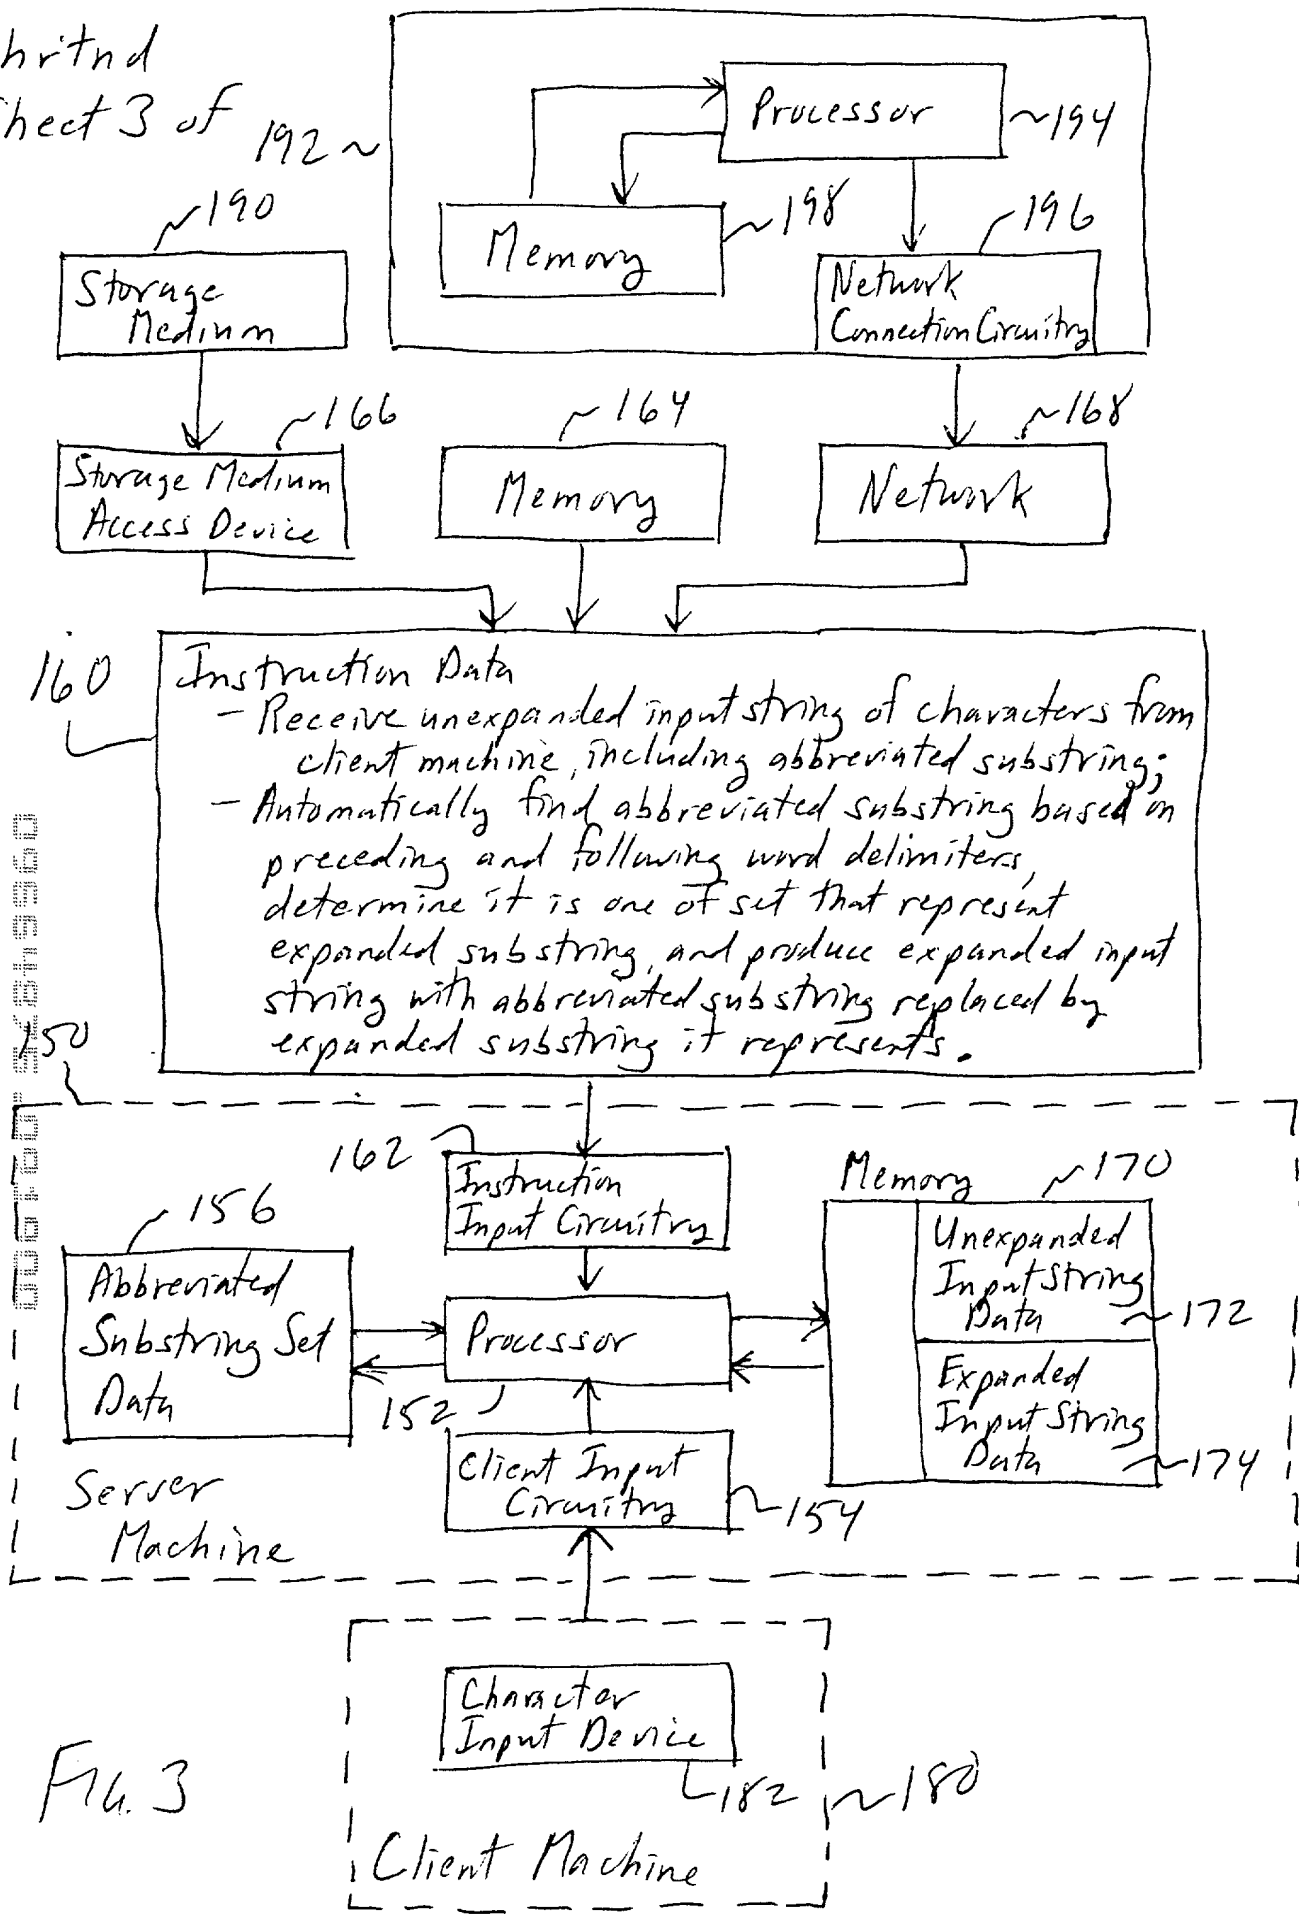 Sheet 3 of
192
Processor
194
190
Memory
198
196
Storage
Medium
Network
Connection Circuitry
166
164
168
Storage Medium
Access Device
Memory
Network
160
Instruction Data
- Receive unexpanded input string of characters from
client machine, including abbreviated substring;
- Automatically find abbreviated substring based on
preceding and following word delimiters,
determine it is one of set that represent
expanded substring, and produce expanded input
string with abbreviated substring replaced by
expanded substring it represents.
150
162
Instruction
Input Circuitry
Memory
170
156
Abbreviated
Substring Set
Data
Unexpanded
Input String
Data
172
Processor
152
Expanded
Input String
Data
174
Client Input
Circuitry
154
Server
Machine
Character
Input Device
182
180
Client Machine
FIG. 3